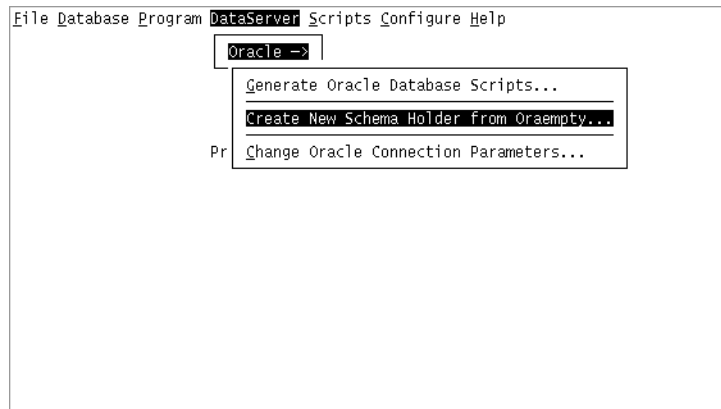 File Database Program DataServer Scripts Configure Help
Oracle ->
Generate Oracle Database Scripts...
Create New Schema Holder from Oraempty...
Pr
Change Oracle Connection Parameters...